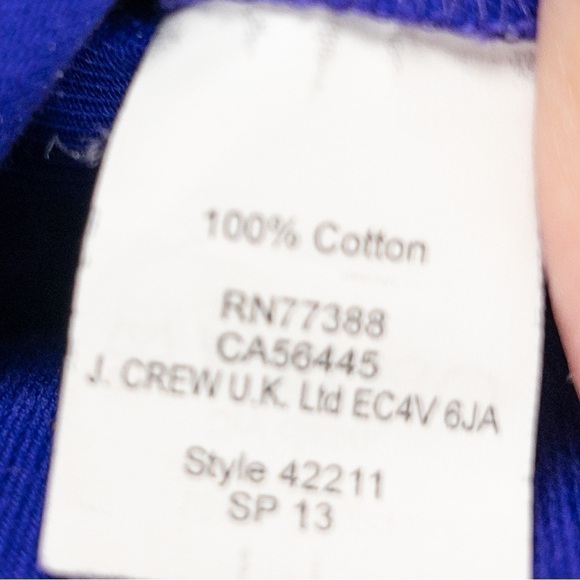 100% Cotton
RN77388
CA56445
J. CREW U.K. Ltd EC4V 6JA
Style 42211
SP 13